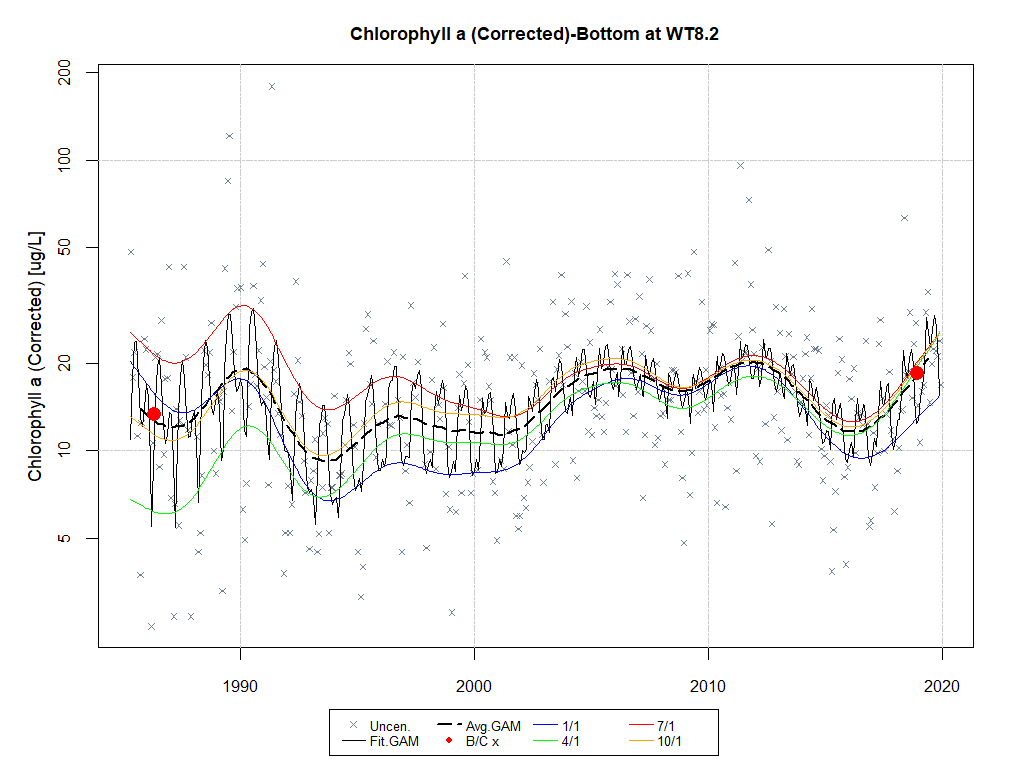 Chlorophyll a (Corrected)-Bottom at WT8.2
Chlorophyll a (Corrected) [ug/L]
200
100
50
20
10
5
1990 2000 2010 2020
Uncen. Avg.GAM 1/1 7/1
Fit.GAM B/C x 4/1 10/1